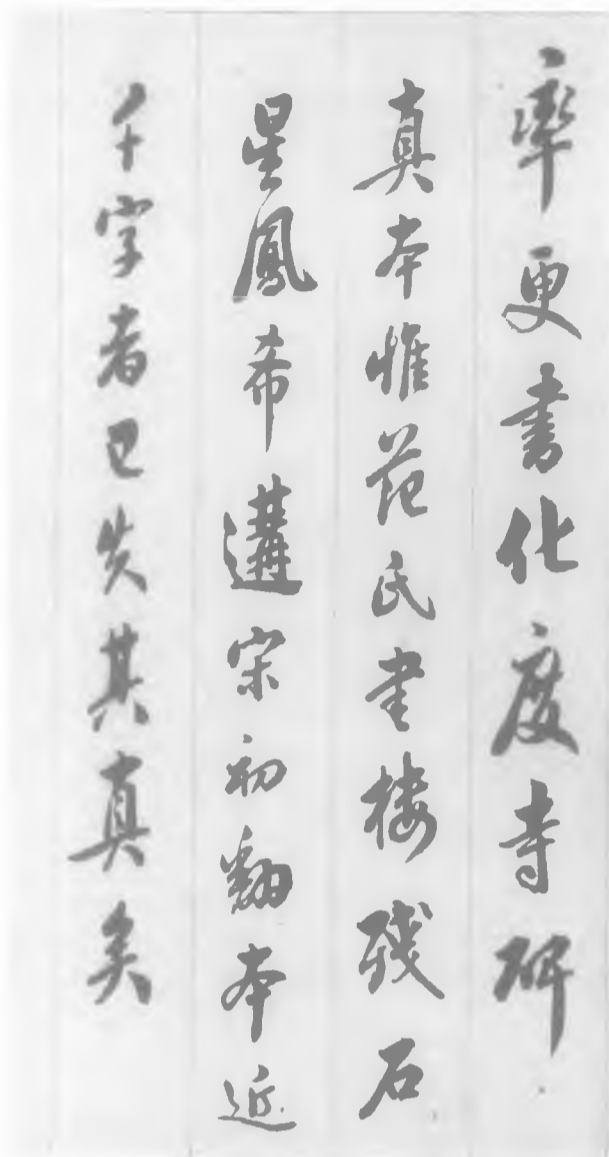 率更書化度寺碑
真本惟范氏書樓殘石
星鳳希遘宋初翻本近
千字者已失其真矣